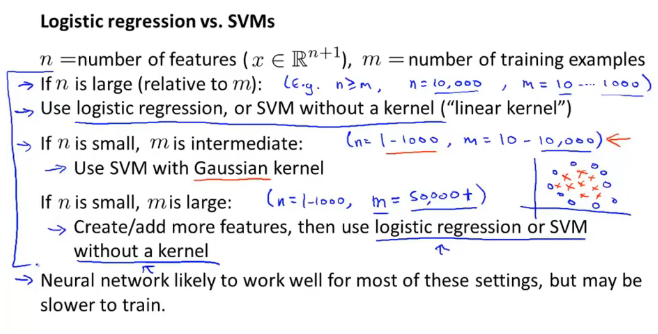 Logistic regression vs. SVMs
n =number of features ( x ∈ ℝⁿ⁺¹ ), m = number of training examples
→ If n is large (relative to m): (E.g. n ≥ m, n = 10,000 , m = 10 ---- 1000)
→ Use logistic regression, or SVM without a kernel ("linear kernel")
→ If n is small, m is intermediate: (n = 1 - 1000 , m = 10 - 10,000) ←
→ Use SVM with Gaussian kernel
If n is small, m is large: (n = 1 - 1000, m = 50,000+)
→ Create/add more features, then use logistic regression or SVM
without a kernel
→ Neural network likely to work well for most of these settings, but may be
slower to train.